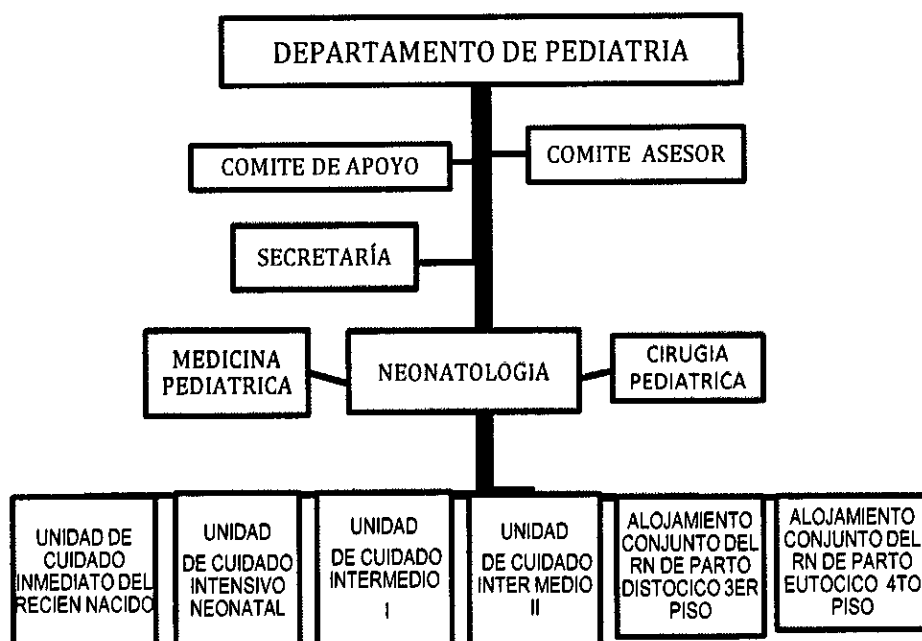 DEPARTAMENTO DE PEDIATRIA
COMITE DE APOYO
COMITE ASESOR
SECRETARÍA
MEDICINA
PEDIATRICA
NEONATOLOGIA
CIRUGIA
PEDIATRICA
UNIDAD DE
CUIDADO
INMEDIATO DEL
RECIEN NACIDO
UNIDAD
DE CUIDADO
INTENSIVO
NEONATAL
UNIDAD
DE CUIDADO
INTERMEDIO
I
UNIDAD
DE CUIDADO
INTER MEDIO
II
ALOJAMIENTO
CONJUNTO DEL
RN DE PARTO
DISTOCICO 3ER
PISO
ALOJAMIENTO
CONJUNTO DEL
RN DE PARTO
EUTOCICO 4TO
PISO